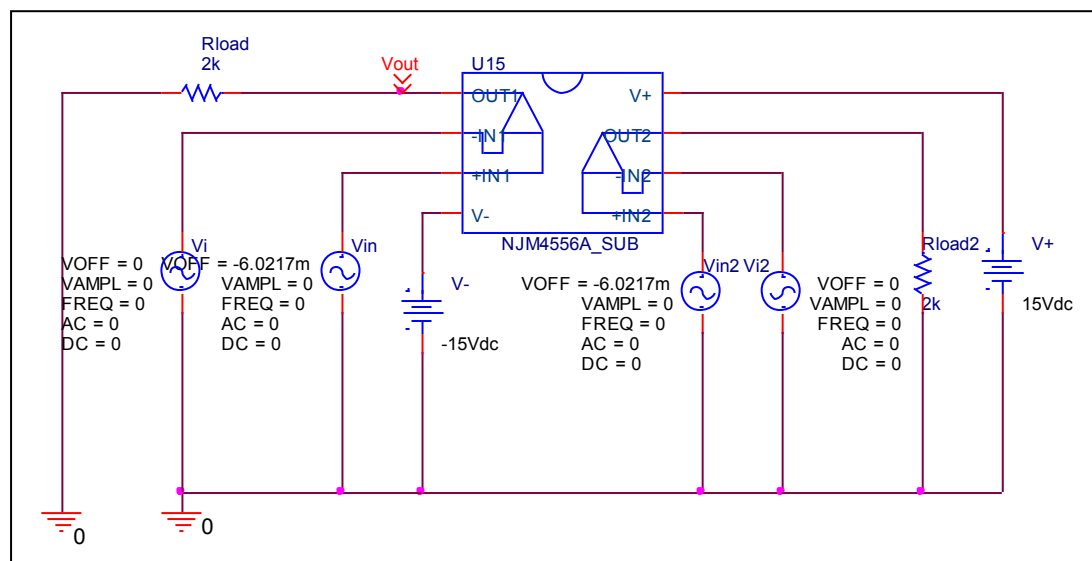 Rload
2k
Vout
U15
OUT1
-IN1
+IN1
V-
V+
OUT2
-IN2
+IN2
NJM4556A_SUB
Vi
VOFF = 0
VAMPL = 0
FREQ = 0
AC = 0
DC = 0
Vin
VOFF = -6.0217m
VAMPL = 0
FREQ = 0
AC = 0
DC = 0
V-
-15Vdc
Vin2
VOFF = -6.0217m
VAMPL = 0
FREQ = 0
AC = 0
DC = 0
Vi2
VOFF = 0
VAMPL = 0
FREQ = 0
AC = 0
DC = 0
Rload2
2k
V+
15Vdc
0
0